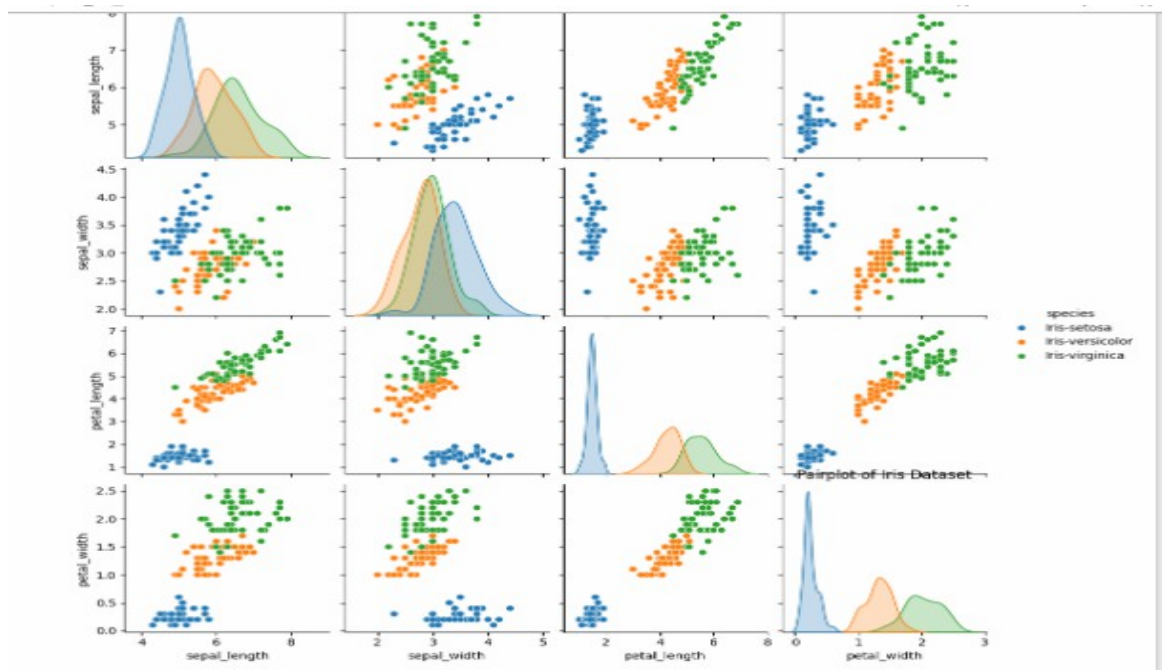 8
7
6
5
sepal_length
4.5
4.0
3.5
3.0
2.5
2.0
sepal_width
species
Iris-setosa
Iris-versicolor
Iris-virginica
7
6
5
4
3
2
1
petal_length
Pairplot of Iris Dataset
2.5
2.0
1.5
1.0
0.5
0.0
petal_width
4 6 8 2 3 4 5 2 4 6 8 0 1 2 3
sepal_length sepal_width petal_length petal_width